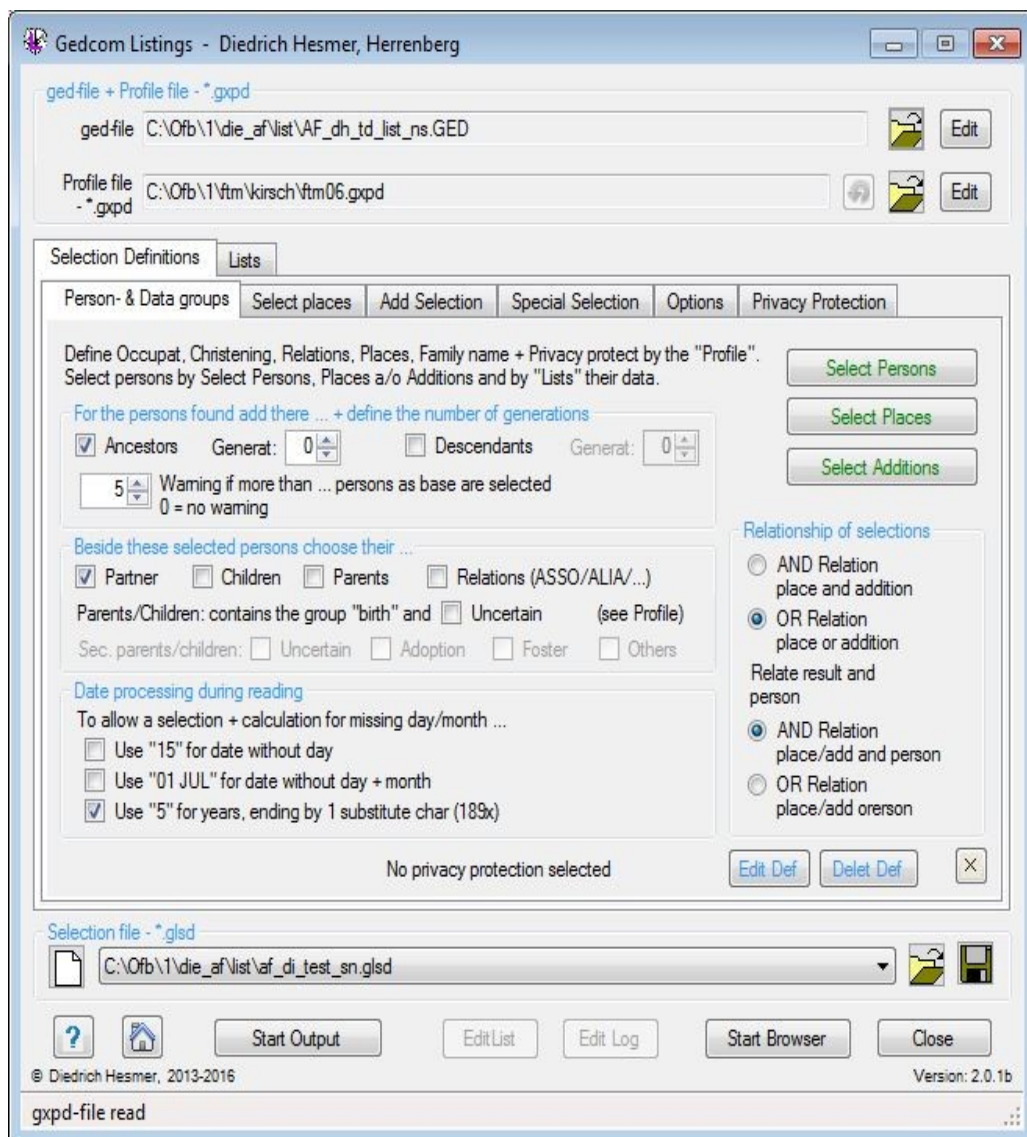 Gedcom Listings - Diedrich Hesmer, Herrenberg
ged-file + Profile file - *.gxpd
ged-file C:\Ofb\1\die_af\list\AF_dh_td_list_ns.GED Edit
Profile file
- *.gxpd C:\Ofb\1\ftm\kirsch\ftm06.gxpd Edit
Selection Definitions Lists
Person- & Data groups Select places Add Selection Special Selection Options Privacy Protection
Define Occupat, Christening, Relations, Places, Family name + Privacy protect by the "Profile".
Select persons by Select Persons, Places a/o Additions and by "Lists" their data.
Select Persons
Select Places
Select Additions
For the persons found add there ... + define the number of generations
Ancestors Generat: 0 Descendants Generat: 0
5 Warning if more than ... persons as base are selected
0 = no warning
Beside these selected persons choose their ...
Partner Children Parents Relations (ASSO/ALIA/...)
Parents/Children: contains the group "birth" and Uncertain (see Profile)
Sec. parents/children: Uncertain Adoption Foster Others
Date processing during reading
To allow a selection + calculation for missing day/month ...
Use "15" for date without day
Use "01 JUL" for date without day + month
Use "5" for years, ending by 1 substitute char (189x)
Relationship of selections
AND Relation
place and addition
OR Relation
place or addition
Relate result and
person
AND Relation
place/add and person
OR Relation
place/add orerson
No privacy protection selected Edit Def Delet Def X
Selection file - *.glsd
C:\Ofb\1\die_af\list\af_di_test_sn.glsd
? Start Output EditList Edit Log Start Browser Close
© Diedrich Hesmer, 2013-2016 Version: 2.0.1b
gxpd-file read